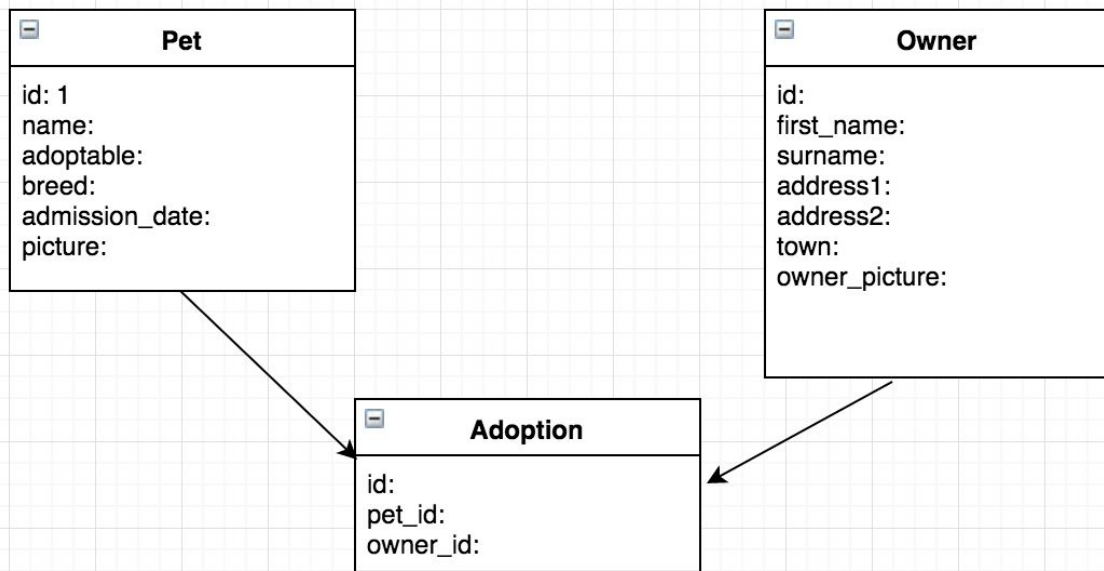 Pet
id: 1
name:
adoptable:
breed:
admission_date:
picture:
Owner
id:
first_name:
surname:
address1:
address2:
town:
owner_picture:
Adoption
id:
pet_id:
owner_id: